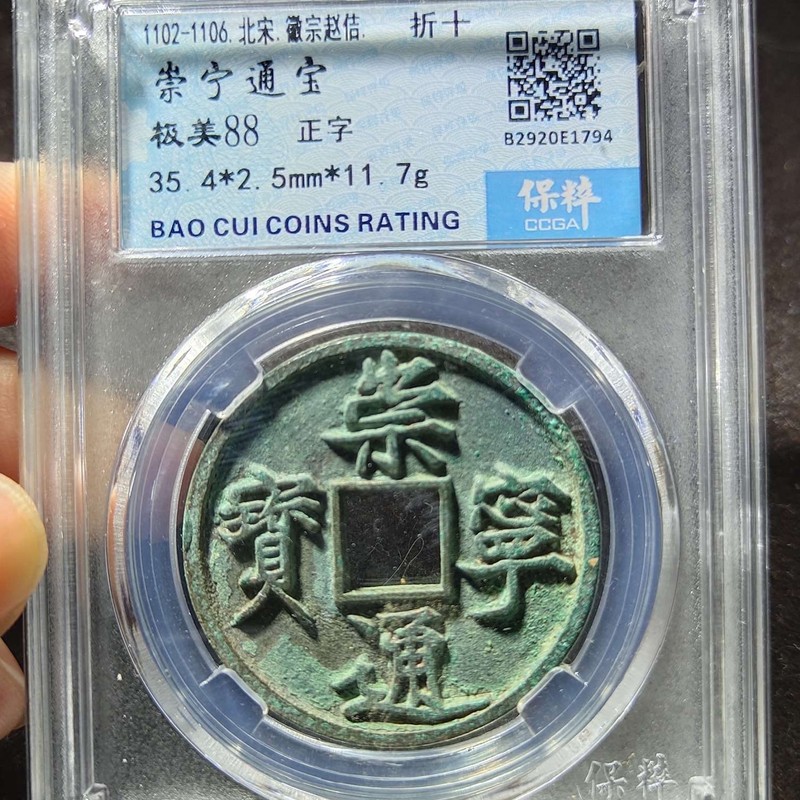 1102-1106.北宋.徽宗赵佶. 折十
崇宁通宝
极美88 正字
B2920E1794
35.4*2.5mm*11.7g
保粹
CCGA
BAO CUI COINS RATING
崇
寧
通
寶
保粹